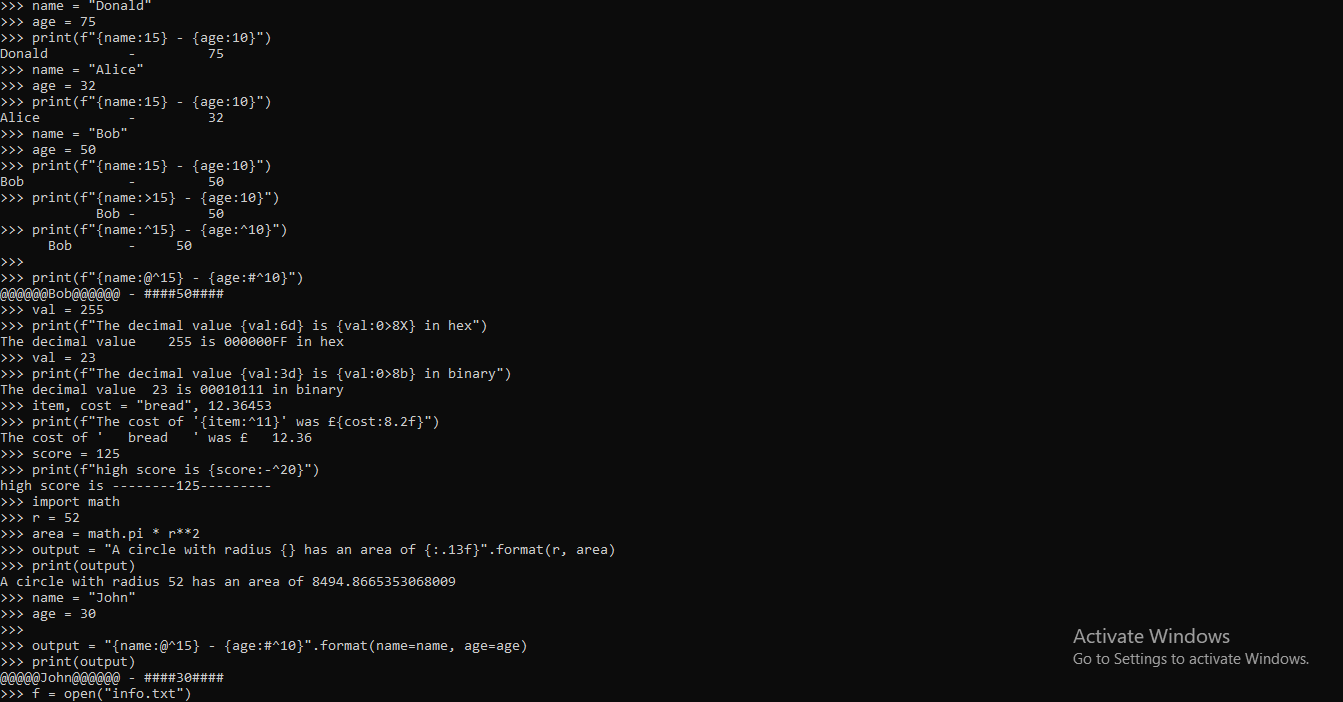 >>> name = "Donald"
>>> age = 75
>>> print(f"{name:15} - {age:10}")
Donald          -         75
>>> name = "Alice"
>>> age = 32
>>> print(f"{name:15} - {age:10}")
Alice           -         32
>>> name = "Bob"
>>> age = 50
>>> print(f"{name:15} - {age:10}")
Bob             -         50
>>> print(f"{name:>15} - {age:10}")
            Bob -         50
>>> print(f"{name:^15} - {age:^10}")
      Bob       -     50
>>>
>>> print(f"{name:@^15} - {age:#^10}")
@@@@@@Bob@@@@@@ - ####50####
>>> val = 255
>>> print(f"The decimal value {val:6d} is {val:0>8X} in hex")
The decimal value    255 is 000000FF in hex
>>> val = 23
>>> print(f"The decimal value {val:3d} is {val:0>8b} in binary")
The decimal value  23 is 00010111 in binary
>>> item, cost = "bread", 12.36453
>>> print(f"The cost of '{item:^11}' was £{cost:8.2f}")
The cost of '   bread   ' was £   12.36
>>> score = 125
>>> print(f"high score is {score:-^20}")
high score is --------125---------
>>> import math
>>> r = 52
>>> area = math.pi * r**2
>>> output = "A circle with radius {} has an area of {:.13f}".format(r, area)
>>> print(output)
A circle with radius 52 has an area of 8494.8665353068009
>>> name = "John"
>>> age = 30
>>>
>>> output = "{name:@^15} - {age:#^10}".format(name=name, age=age)
>>> print(output)
@@@@@John@@@@@@ - ####30####
>>> f = open("info.txt")
Activate Windows
Go to Settings to activate Windows.